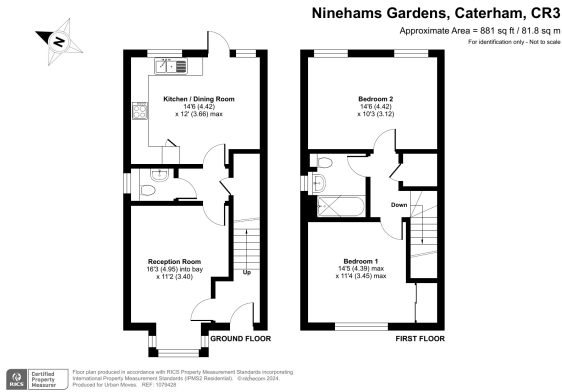 Ninehams Gardens, Caterham, CR3
Approximate Area = 881 sq ft / 81.8 sq m
For identification only - Not to scale
N
Kitchen / Dining Room
14'6 (4.42)
x 12' (3.66) max
Reception Room
16'3 (4.95) into bay
x 11'2 (3.40)
Up
GROUND FLOOR
Bedroom 2
14'6 (4.42)
x 10'3 (3.12)
Down
Bedroom 1
14'5 (4.39) max
x 11'4 (3.45) max
FIRST FLOOR
RICS
Certified
Property
Measurer
Floor plan produced in accordance with RICS Property Measurement Standards incorporating
International Property Measurement Standards (IPMS2 Residential). © nichecom 2024.
Produced for Urban Moves. REF: 1079428